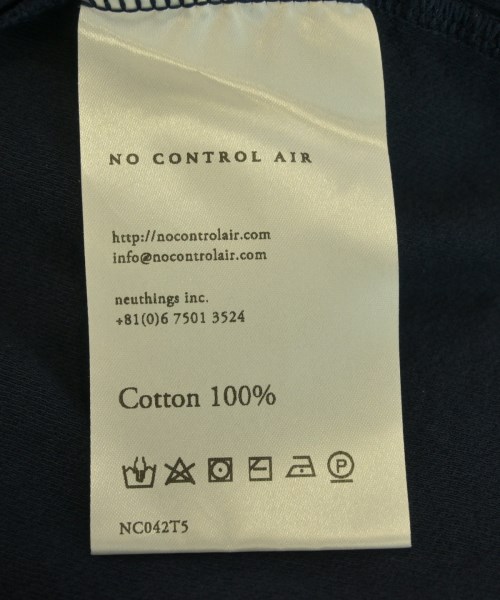 NO CONTROL AIR
http://nocontrolair.com
info@nocontrolair.com
neuthings inc.
+81(0)6 7501 3524
Cotton 100%
P
NC042T5